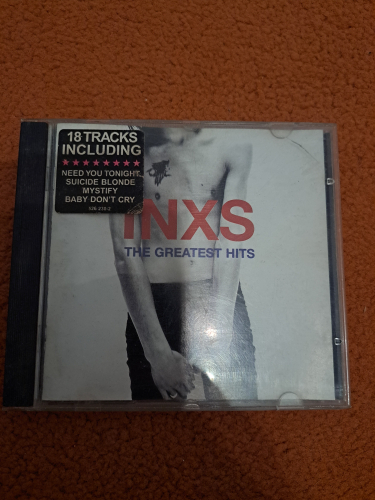 18 TRACKS
INCLUDING
NEED YOU TONIGHT
SUICIDE BLONDE
MYSTIFY
BABY DON'T CRY
INXS
THE GREATEST HITS